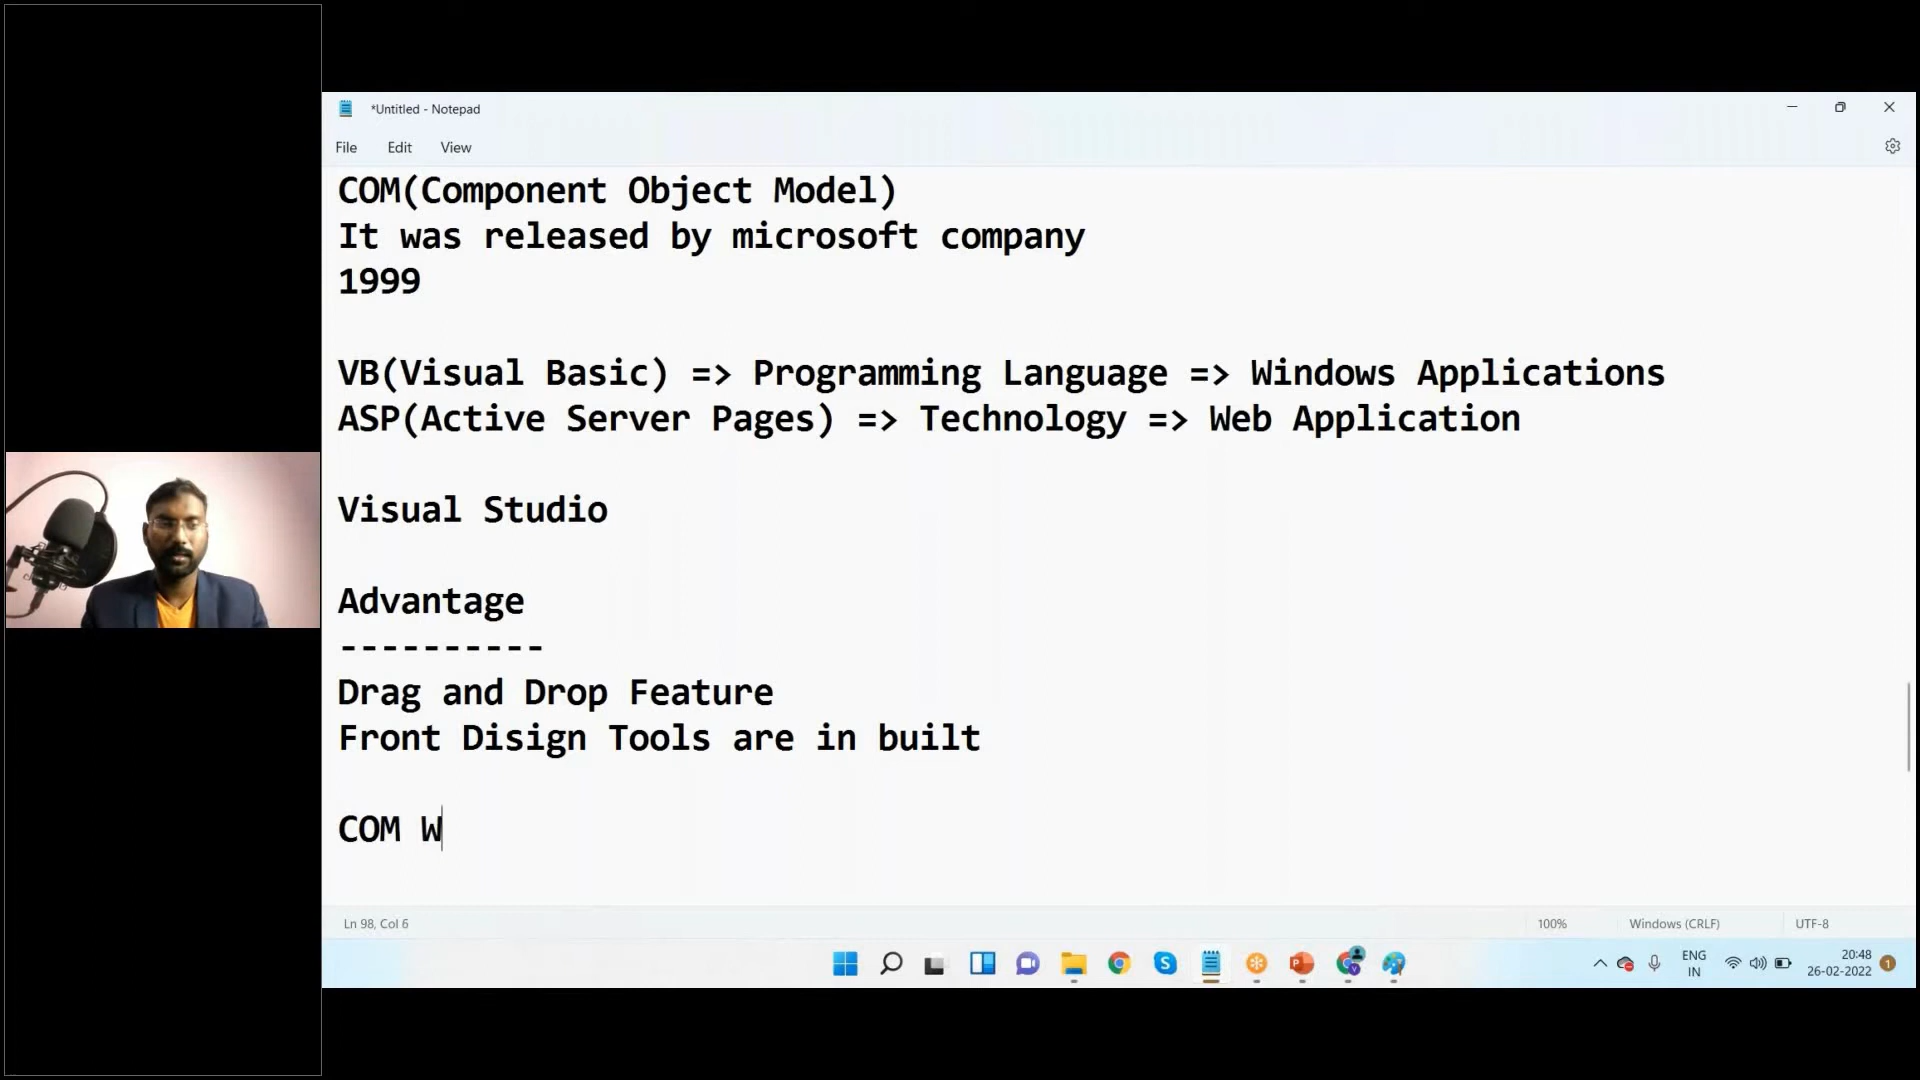 *Untitled - Notepad
File Edit View
COM(Component Object Model)
It was released by microsoft company
1999
VB(Visual Basic) => Programming Language => Windows Applications
ASP(Active Server Pages) => Technology => Web Application
Visual Studio
Advantage
----------
Drag and Drop Feature
Front Disign Tools are in built
COM W
Ln 98, Col 6
100%
Windows (CRLF)
UTF-8
ENG
IN
20:48
26-02-2022
1